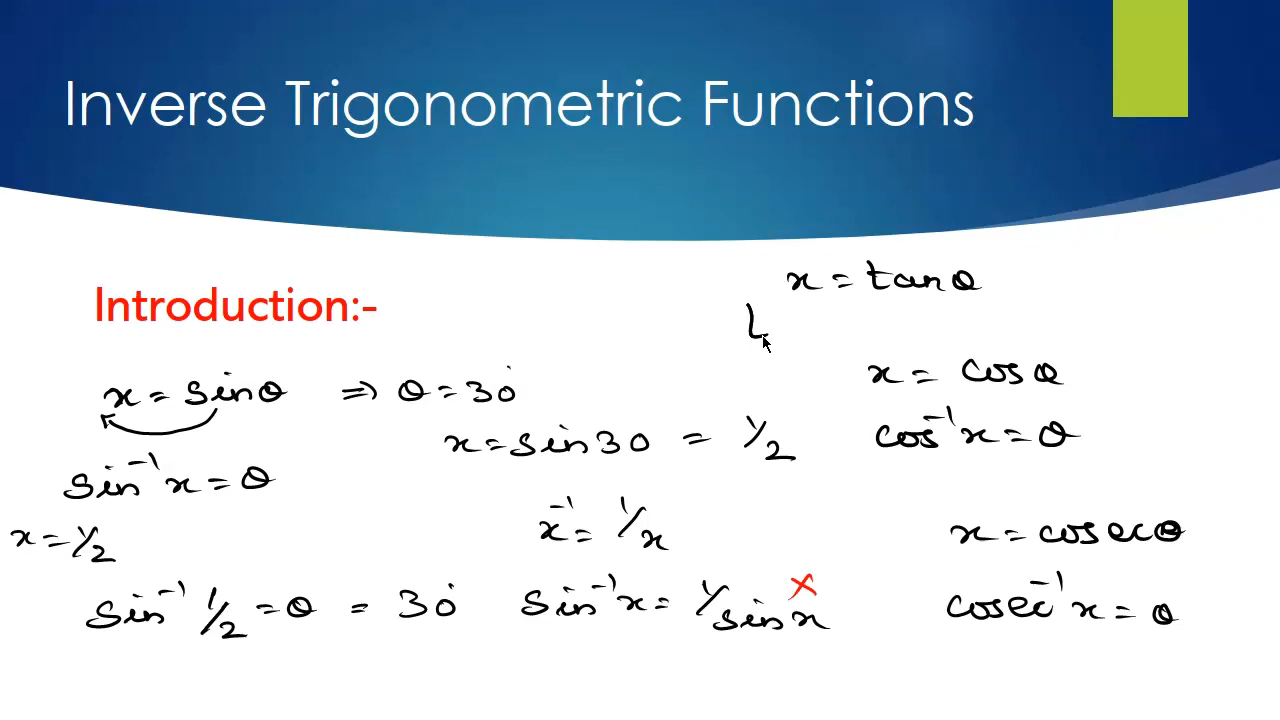 Inverse Trigonometric Functions
Introduction:-
x = tanθ
x = sinθ ⇒ θ = 30°
x = cosθ
x = sin30 = 1/2
cos⁻¹x = θ
sin⁻¹x = θ
x = 1/2
x⁻¹ = 1/x
x = cosecθ
sin⁻¹ 1/2 = θ = 30°
sin⁻¹x = 1/sinx ×
cosec⁻¹x = θ